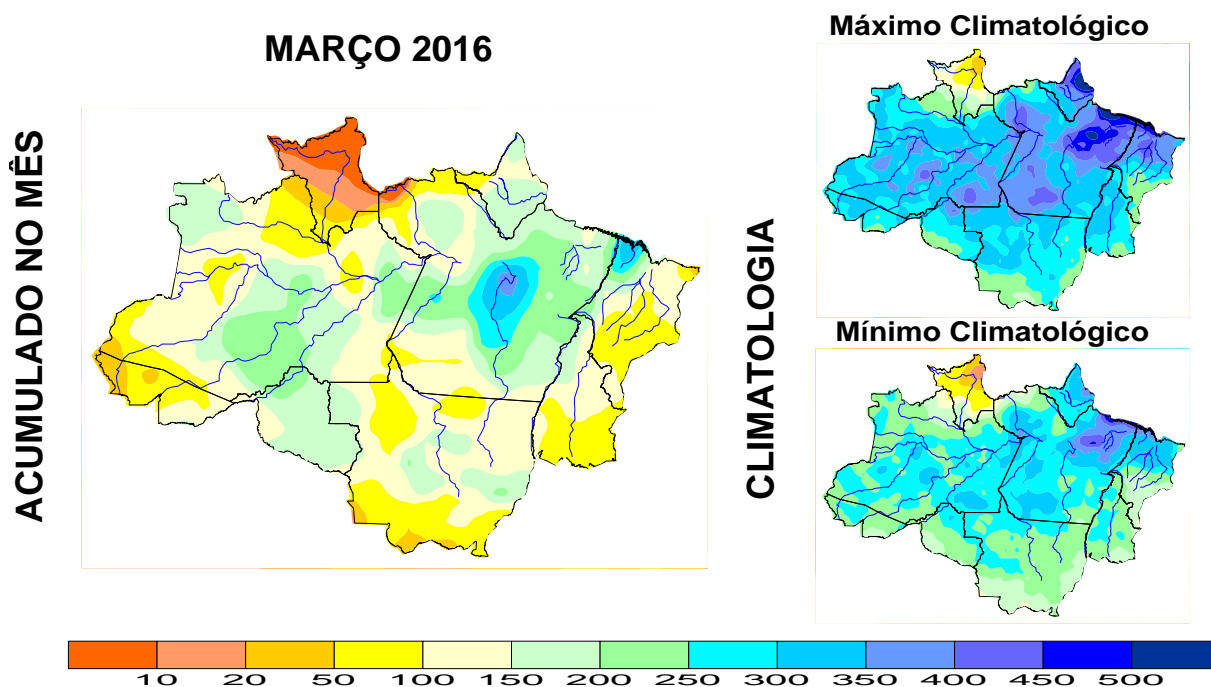 MARÇO 2016
ACUMULADO NO MÊS
Máximo Climatológico
CLIMATOLOGIA
Mínimo Climatológico
10 20 50 100 150 200 250 300 350 400 450 500